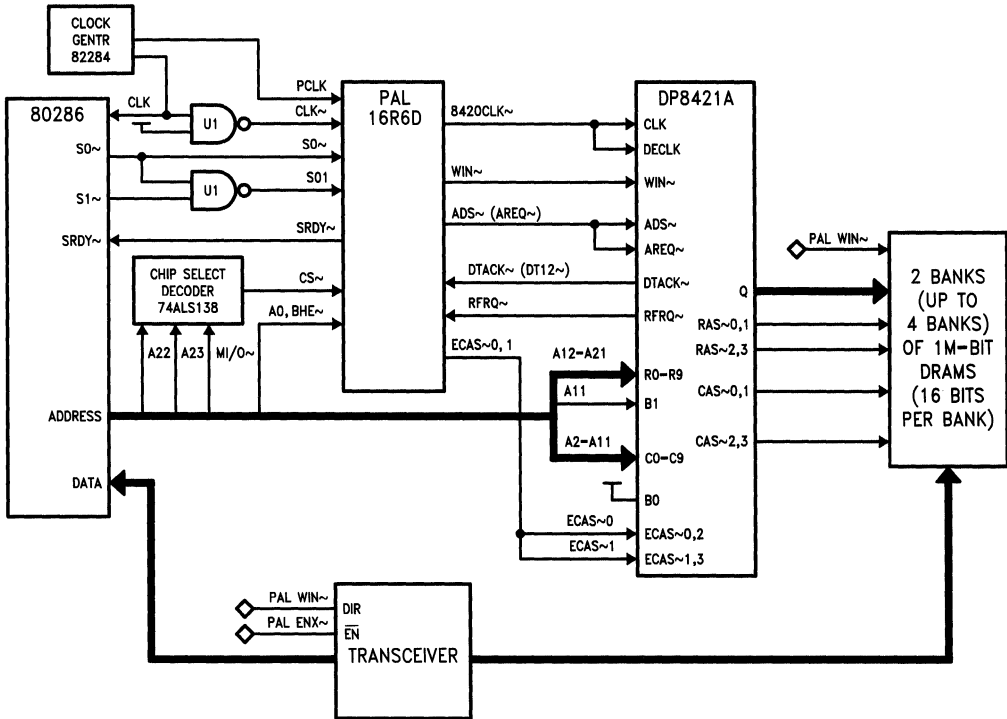 CLOCK
GENTR
82284
80286
CLK
S0~
S1~
SRDY~
ADDRESS
DATA
U1
U1
PCLK
CLK~
S0~
S01
SRDY~
CS~
A0, BHE~
CHIP SELECT
DECODER
74ALS138
A22
A23
MI/O~
PAL
16R6D
8420CLK~
WIN~
ADS~ (AREQ~)
DTACK~ (DT12~)
RFRQ~
ECAS~0, 1
A12-A21
A11
A2-A11
ECAS~0
ECAS~1
DP8421A
CLK
DECLK
WIN~
ADS~
AREQ~
DTACK~
RFRQ~
Q
R0-R9
B1
C0-C9
B0
ECAS~0,2
ECAS~1,3
PAL WIN~
RAS~0,1
RAS~2,3
CAS~0,1
CAS~2,3
2 BANKS
(UP TO
4 BANKS)
OF 1M-BIT
DRAMS
(16 BITS
PER BANK)
PAL WIN~
PAL ENX~
DIR
EN
TRANSCEIVER